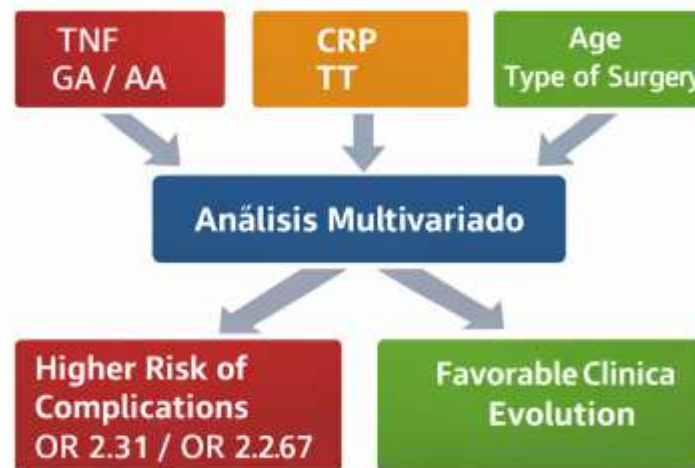 TNF
GA / AA
CRP
TT
Age
Type of Surgery
Análisis Multivariado
Higher Risk of
Complications
OR 2.31 / OR 2.2.67
Favorable Clinica
Evolution